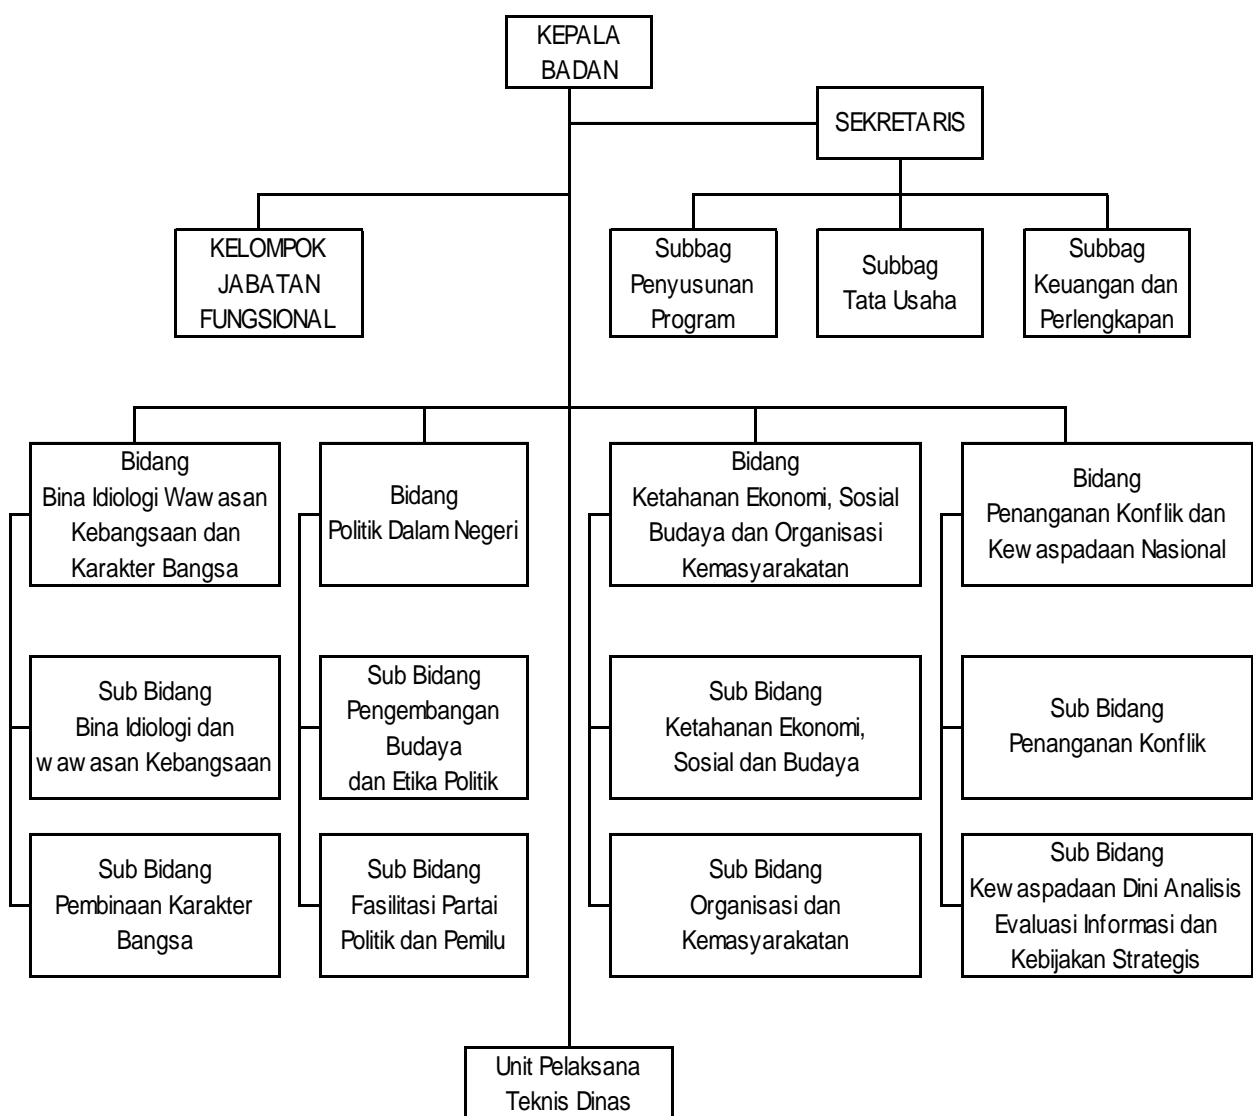 KEPALA
BADAN
SEKRETARIS
KELOMPOK
JABATAN
FUNGSIONAL
Subbag
Penyusunan
Program
Subbag
Tata Usaha
Subbag
Keuangan dan
Perlengkapan
Bidang
Bina Idiologi Wawasan
Kebangsaan dan
Karakter Bangsa
Bidang
Politik Dalam Negeri
Bidang
Ketahanan Ekonomi, Sosial
Budaya dan Organisasi
Kemasyarakatan
Bidang
Penanganan Konflik dan
Kewaspadaan Nasional
Sub Bidang
Bina Idiologi dan
wawasan Kebangsaan
Sub Bidang
Pengembangan
Budaya
dan Etika Politik
Sub Bidang
Ketahanan Ekonomi,
Sosial dan Budaya
Sub Bidang
Penanganan Konflik
Sub Bidang
Pembinaan Karakter
Bangsa
Sub Bidang
Fasilitasi Partai
Politik dan Pemilu
Sub Bidang
Organisasi dan
Kemasyarakatan
Sub Bidang
Kewaspadaan Dini Analisis
Evaluasi Informasi dan
Kebijakan Strategis
Unit Pelaksana
Teknis Dinas